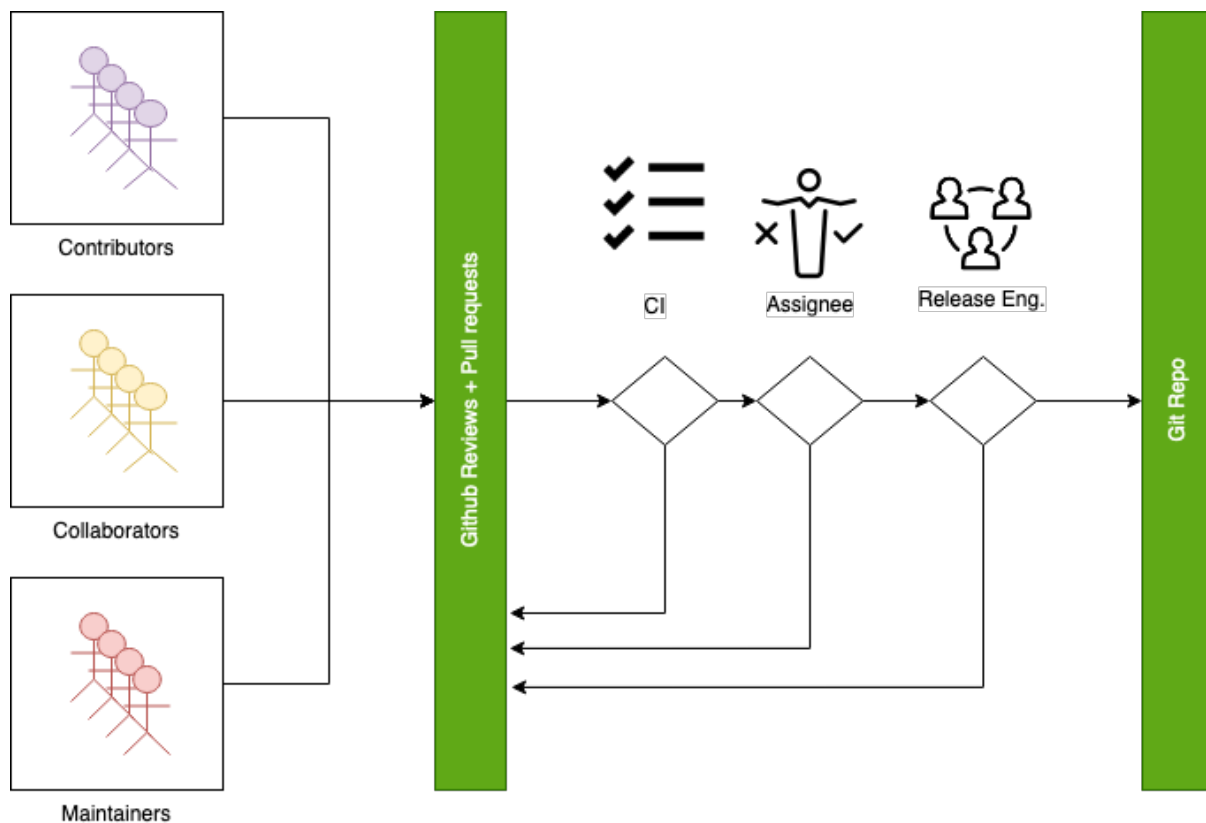 Contributors
Collaborators
Maintainers
Github Reviews + Pull requests
CI
Assignee
Release Eng.
Git Repo